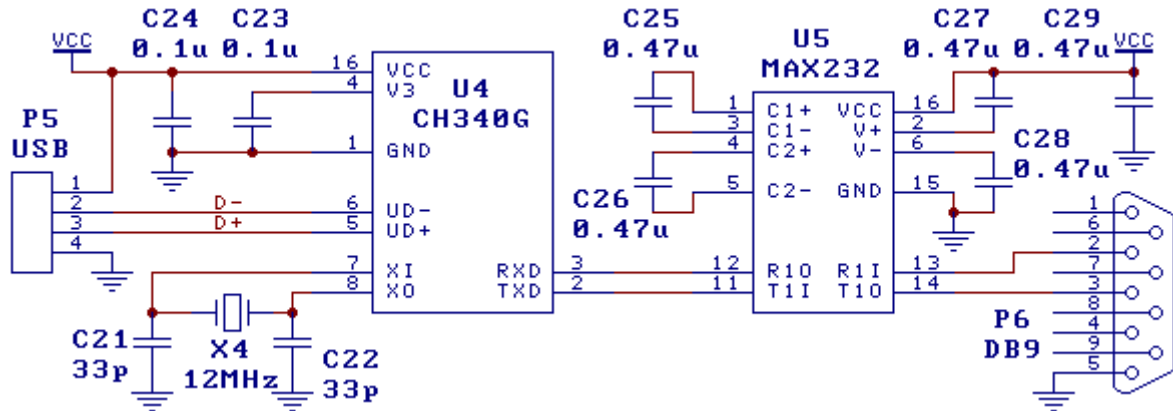 C24 C23
0.1u 0.1u
VCC
P5
USB
1
2
3
4
D-
D+
16
4
1
6
5
7
8
VCC
V3
GND
UD-
UD+
XI
XO
U4
CH340G
RXD
TXD
3
2
C21
33p
X4
12MHz
C22
33p
C25
0.47u
C26
0.47u
U5
MAX232
1
3
4
5
12
11
C1+
C1-
C2+
C2-
R1O
T1I
VCC
V+
V-
GND
R1I
T1O
16
2
6
15
13
14
C27 C29
0.47u 0.47u
VCC
C28
0.47u
1
6
2
7
3
8
4
9
5
P6
DB9